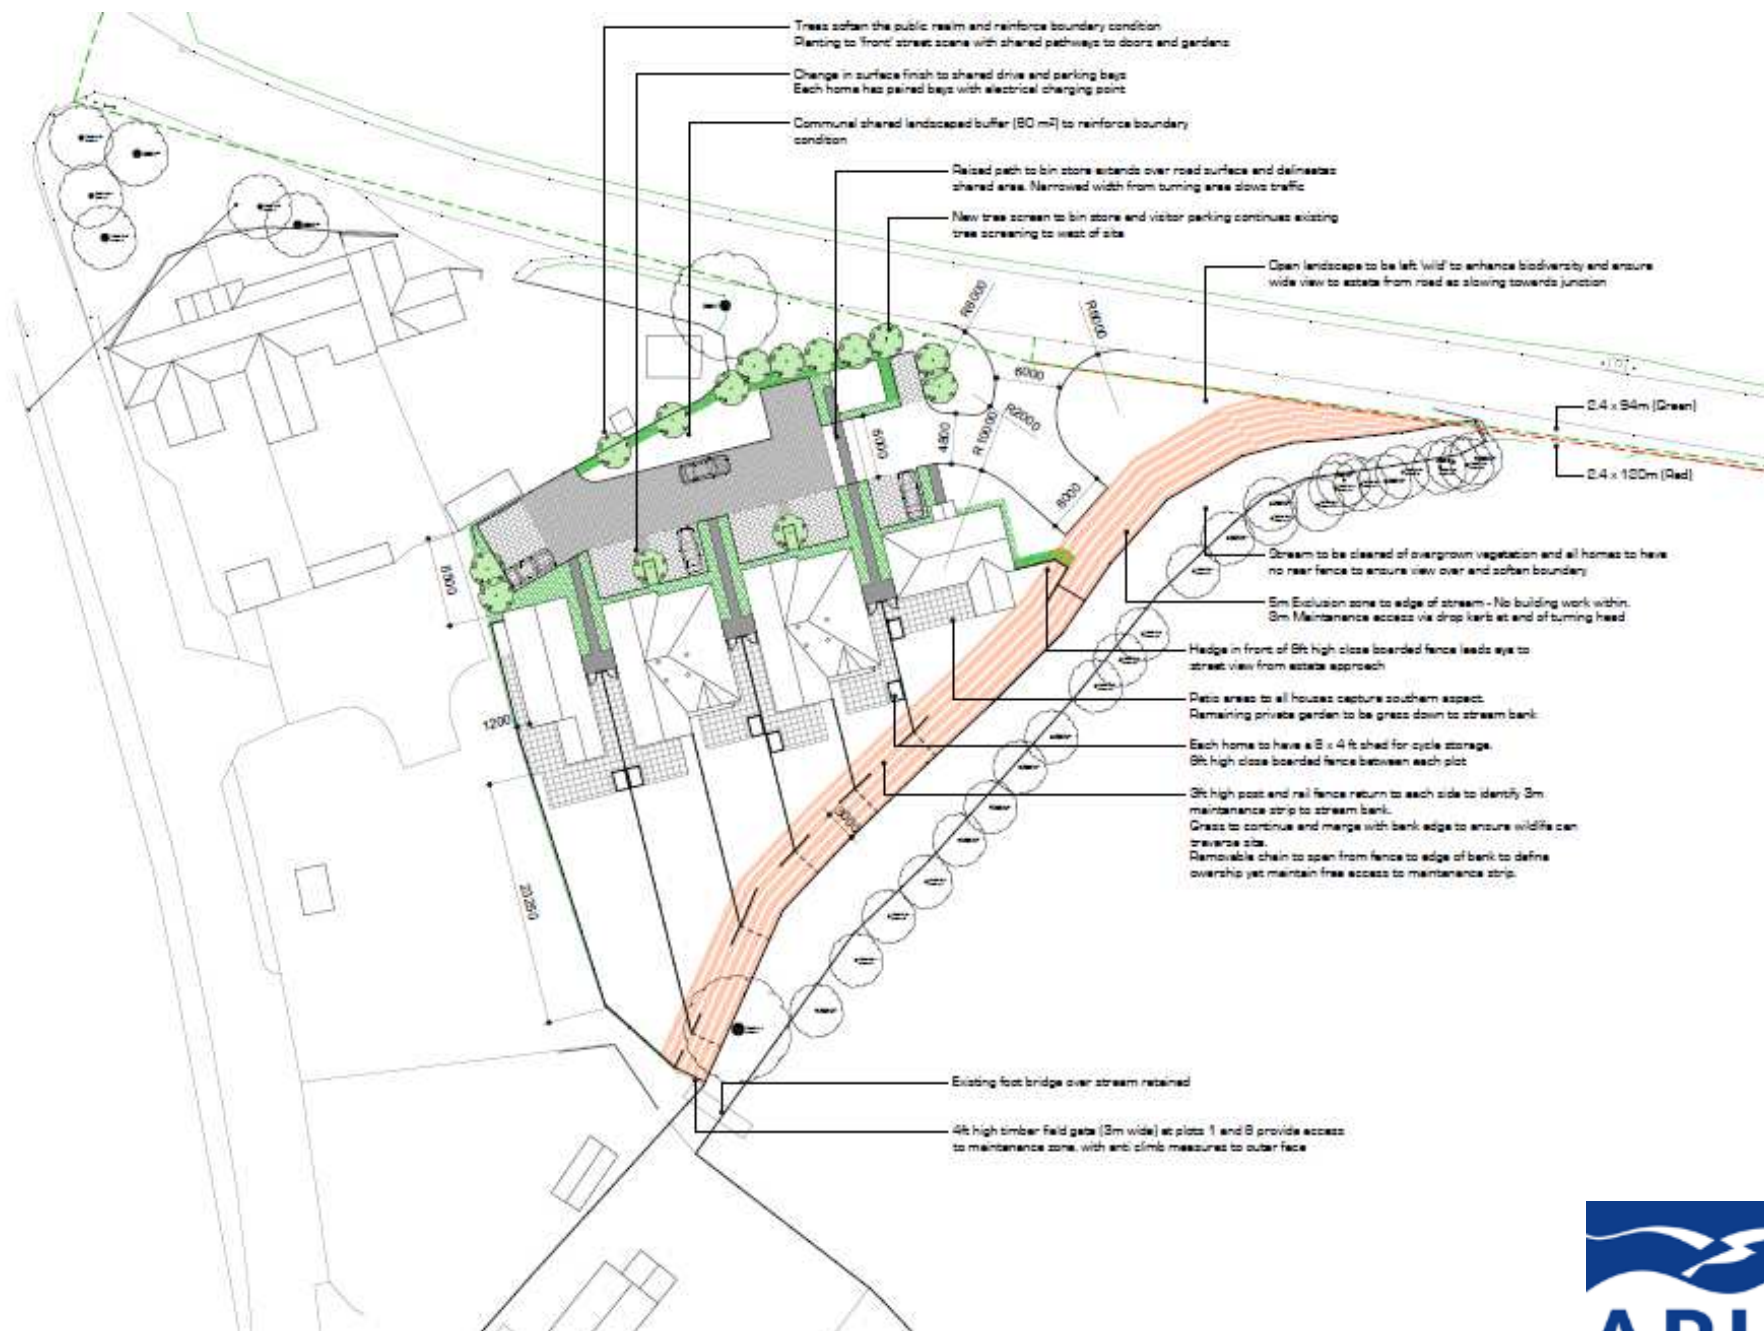 Trees soften the public realm and reinforce boundary condition
Planting to 'front' street scene with shared pathways to doors and gardens
Change in surface finish to shared drive and parking bays
Each home has paired bays with electrical charging point
Communal shared landscaped buffer (60 m²) to reinforce boundary
condition
Raised path to bin store extends over road surface and delineates
shared area. Narrowed width from turning area slows traffic
New tree screen to bin store and visitor parking continues existing
tree screening to west of site
Open landscape to be left 'wild' to enhance biodiversity and ensure
wide view to estate from road as slowing towards junction
R6000
R6000
6000
R2000
R10000
4800
6000
6000
2.4 x 94m (Green)
2.4 x 120m (Red)
Stream to be cleared of overgrown vegetation and all homes to have
no rear fence to ensure view over and soften boundary
5m Exclusion zone to edge of stream - No building work within.
3m Maintenance access via drop kerb at end of turning head
Hedge in front of 6ft high close boarded fence leads eye to
street view from estate approach
Patio areas to all houses capture southern aspect.
Remaining private garden to be grass down to stream bank
Each home to have a 6 x 4 ft shed for cycle storage.
6ft high close boarded fence between each plot
3ft high post and rail fence return to each side to identify 3m
maintenance strip to stream bank.
Grass to continue and merge with bank edge to ensure wildlife can
traverse site.
Removable chain to span from fence to edge of bank to define
owership yet maintain free access to maintenance strip.
1200
3000
20250
Existing foot bridge over stream retained
4ft high timber field gate (3m wide) at plots 1 and 6 provide access
to maintenance zone, with anti climb measures to outer face